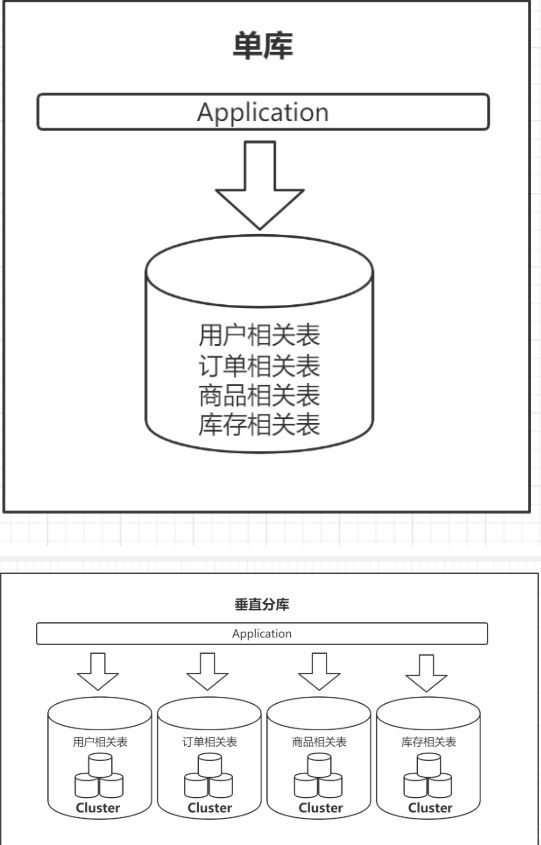 单库
Application
用户相关表
订单相关表
商品相关表
库存相关表
垂直分库
Application
用户相关表
订单相关表
商品相关表
库存相关表
Cluster
Cluster
Cluster
Cluster